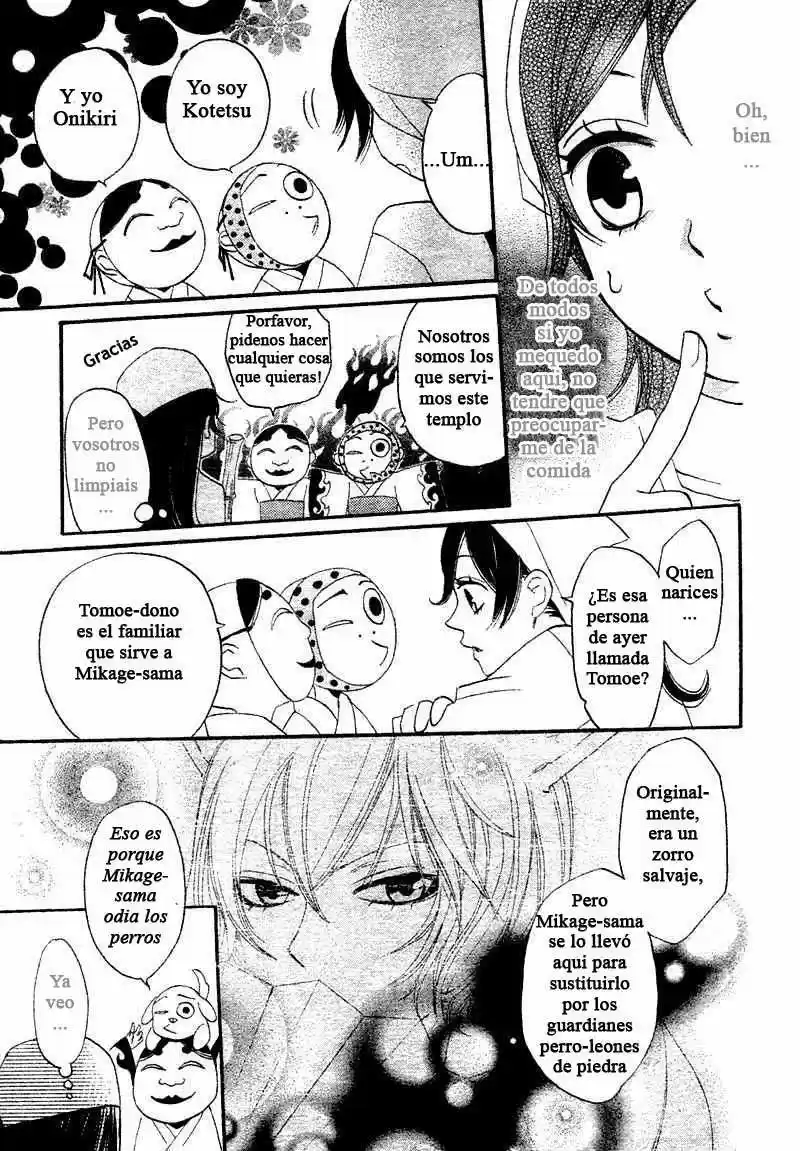 Oh,
bien
...
De todos
modos
si yo
mequedo
aqui, no
tendre que
preocupar-
me de la
comida
...Um...
Yo soy
Kotetsu
Y yo
Onikiri
Nosotros
somos los
que servi-
mos este
templo
Porfavor,
pidenos hacer
cualquier cosa
que quieras!
Gracias
Pero
vosotros
no
limpiais
...
Quien
narices
...
¿Es esa
persona
de ayer
llamada
Tomoe?
Tomoe-dono
es el familiar
que sirve a
Mikage-sama
Original-
mente,
era un
zorro
salvaje,
Pero
Mikage-sama
se lo llevó
aqui para
sustituirlo
por los
guardianes
perro-leones
de piedra
Eso es
porque
Mikage-
sama
odia los
perros
Ya
veo
...